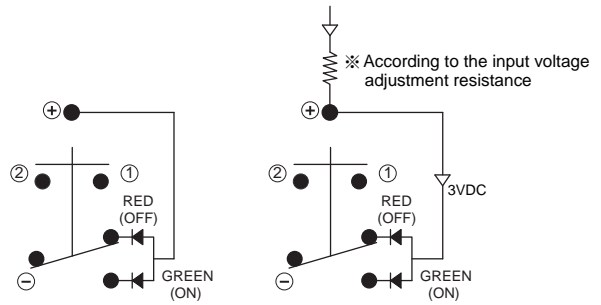 ※ According to the input voltage
adjustment resistance
+
②
①
RED
(OFF)
−
GREEN
(ON)
+
②
①
3VDC
RED
(OFF)
−
GREEN
(ON)